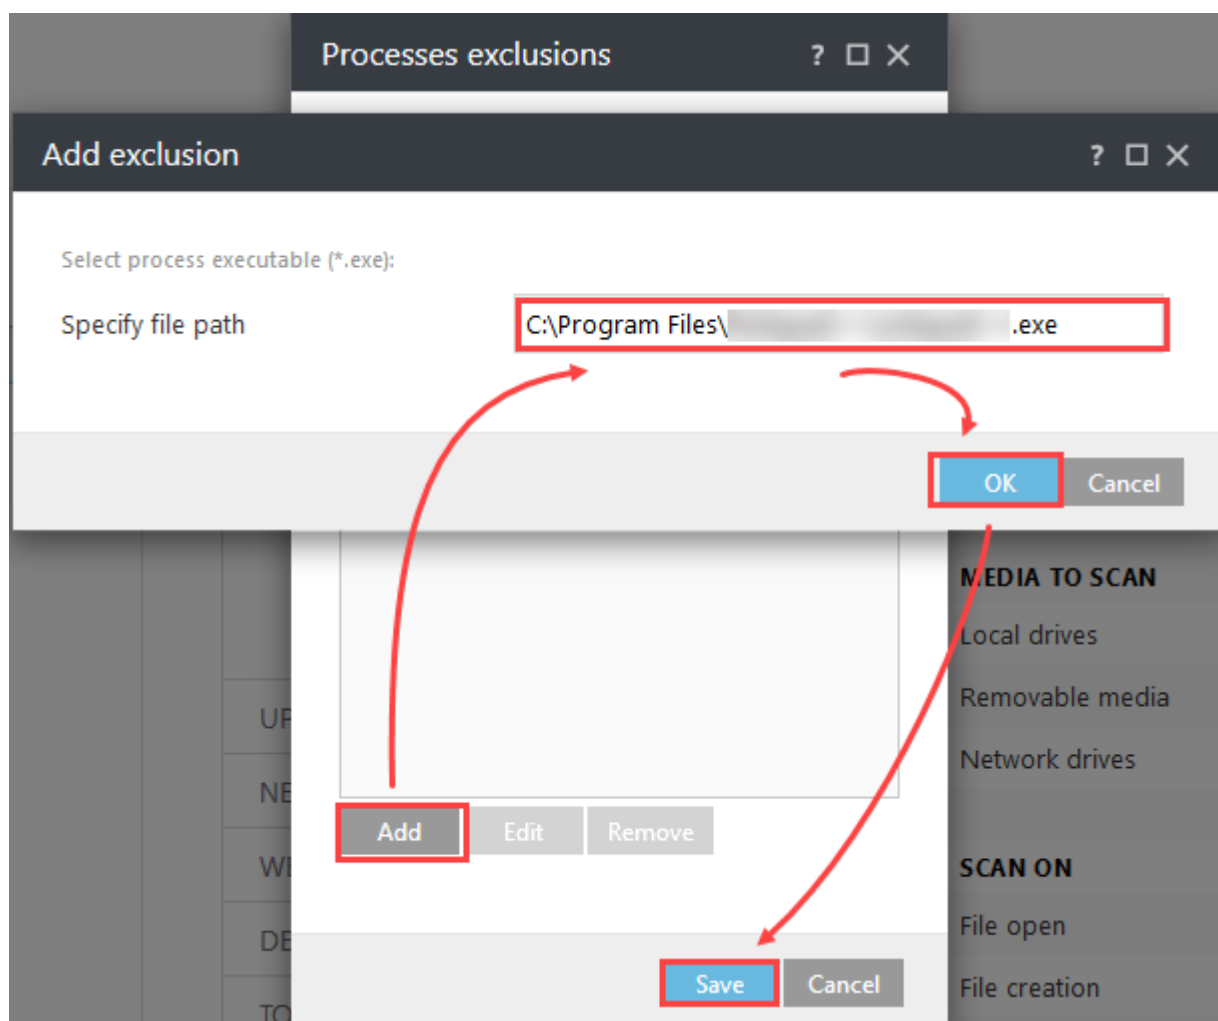 Processes exclusions
Add exclusion
Select process executable (*.exe):
Specify file path
C:\Program Files\ .exe
OK
Cancel
MEDIA TO SCAN
Local drives
Removable media
Network drives
Add
Edit
Remove
SCAN ON
File open
File creation
Save
Cancel